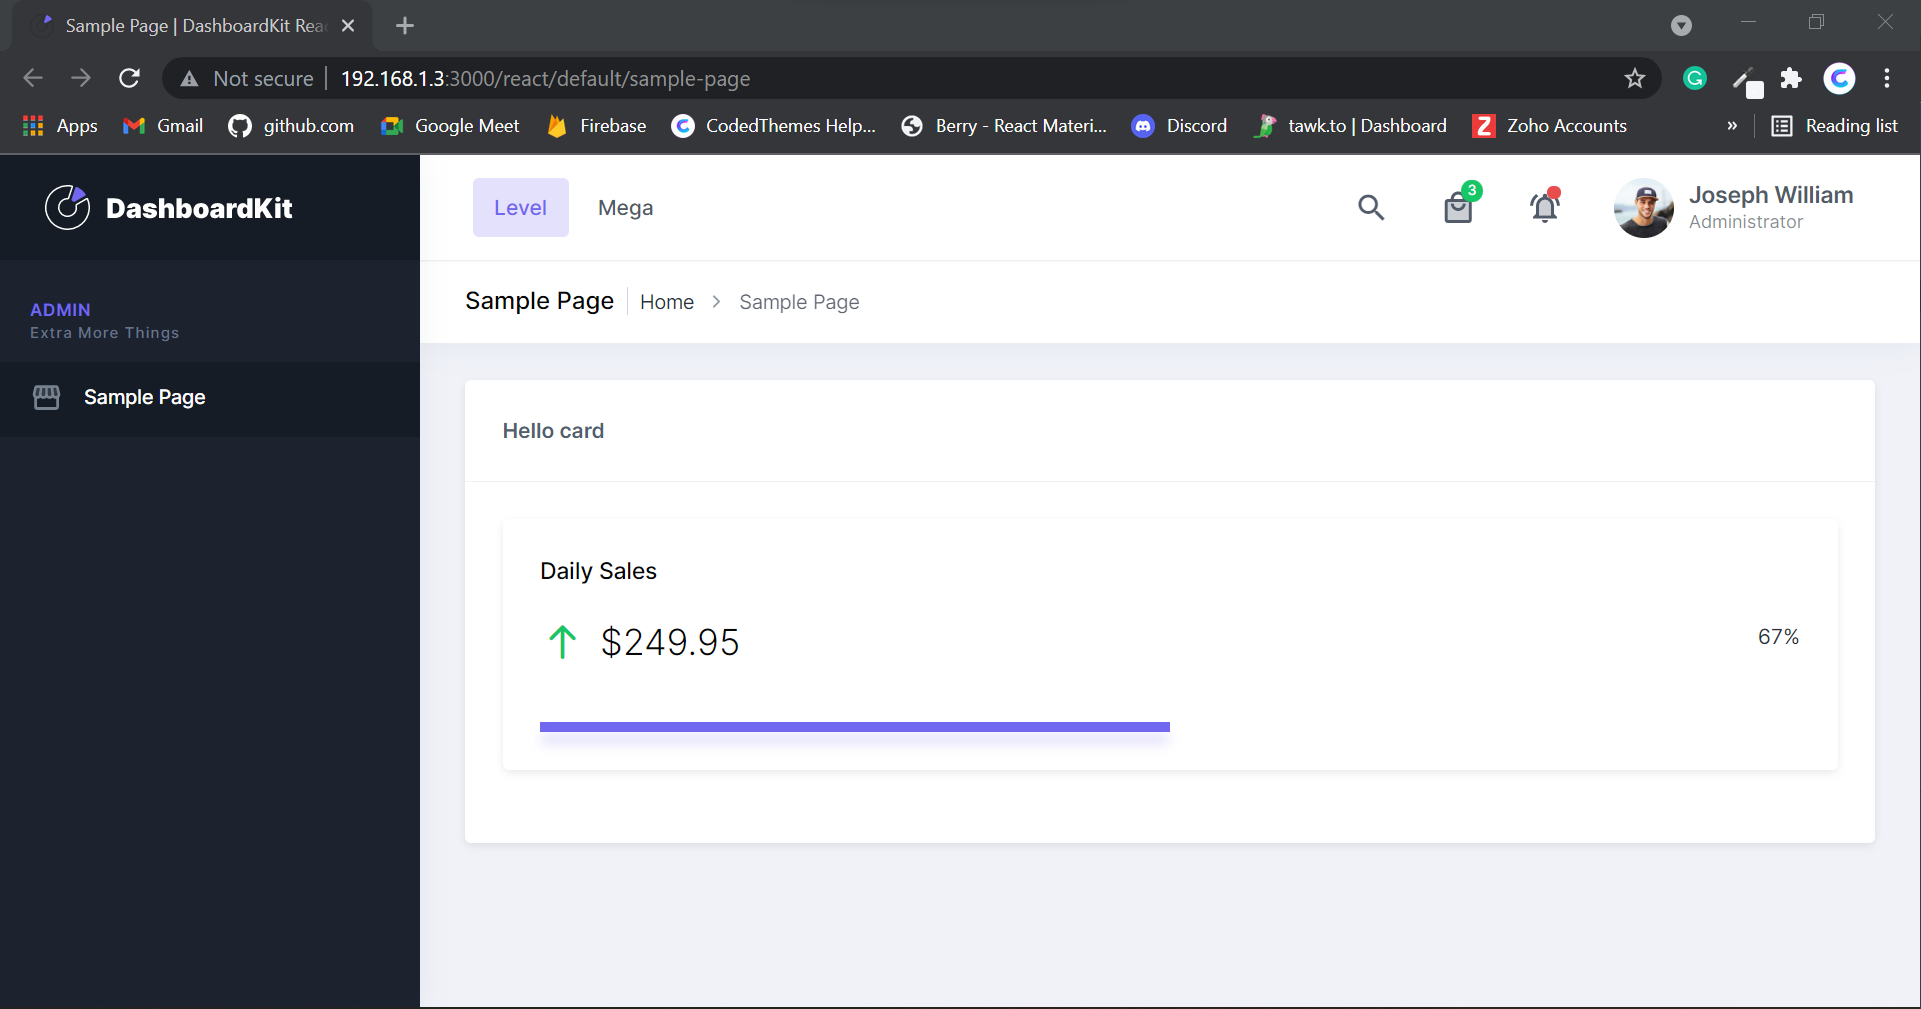 Sample Page | DashboardKit Rea
Not secure 192.168.1.3:3000/react/default/sample-page
Apps Gmail github.com Google Meet Firebase CodedThemes Help... Berry - React Materi... Discord tawk.to | Dashboard Zoho Accounts » Reading list
DashboardKit
Level Mega 3 Joseph William
Administrator
Sample Page Home > Sample Page
ADMIN
Extra More Things
Sample Page
Hello card
Daily Sales
$249.95 67%